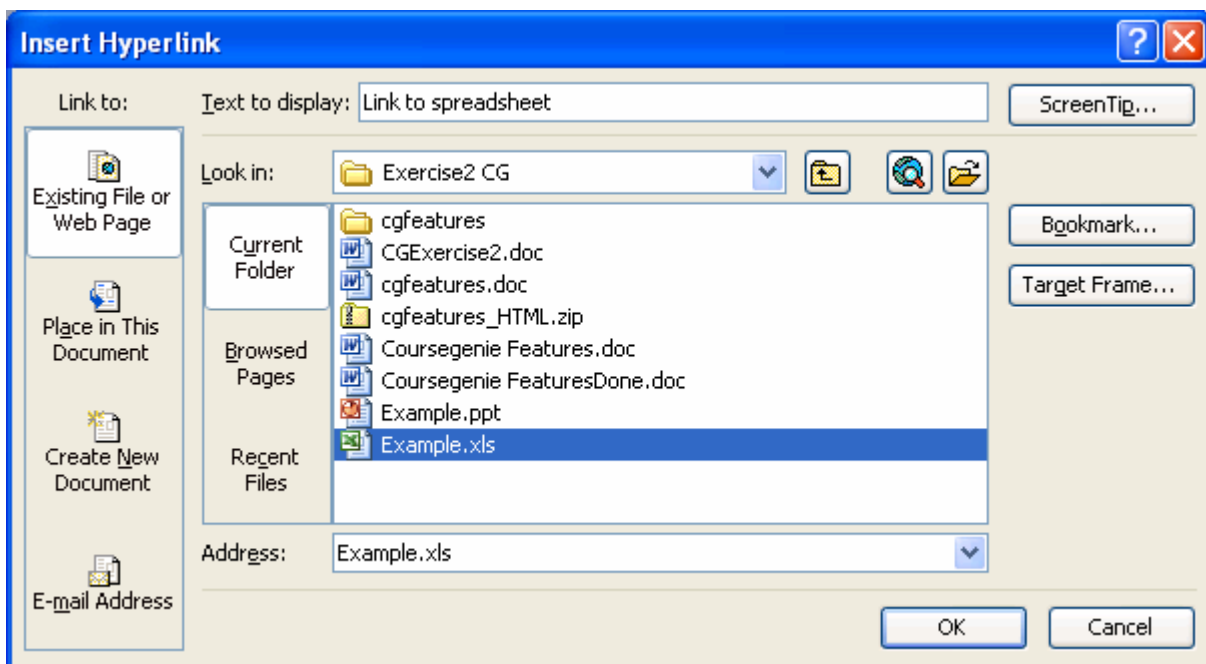 Insert Hyperlink
Link to:
Text to display: Link to spreadsheet
ScreenTip...
Existing File or
Web Page
Place in This
Document
Create New
Document
E-mail Address
Look in:
Exercise2 CG
Current
Folder
Browsed
Pages
Recent
Files
cgfeatures
CGExercise2.doc
cgfeatures.doc
cgfeatures_HTML.zip
Coursegenie Features.doc
Coursegenie FeaturesDone.doc
Example.ppt
Example.xls
Bookmark...
Target Frame...
Address: Example.xls
OK
Cancel